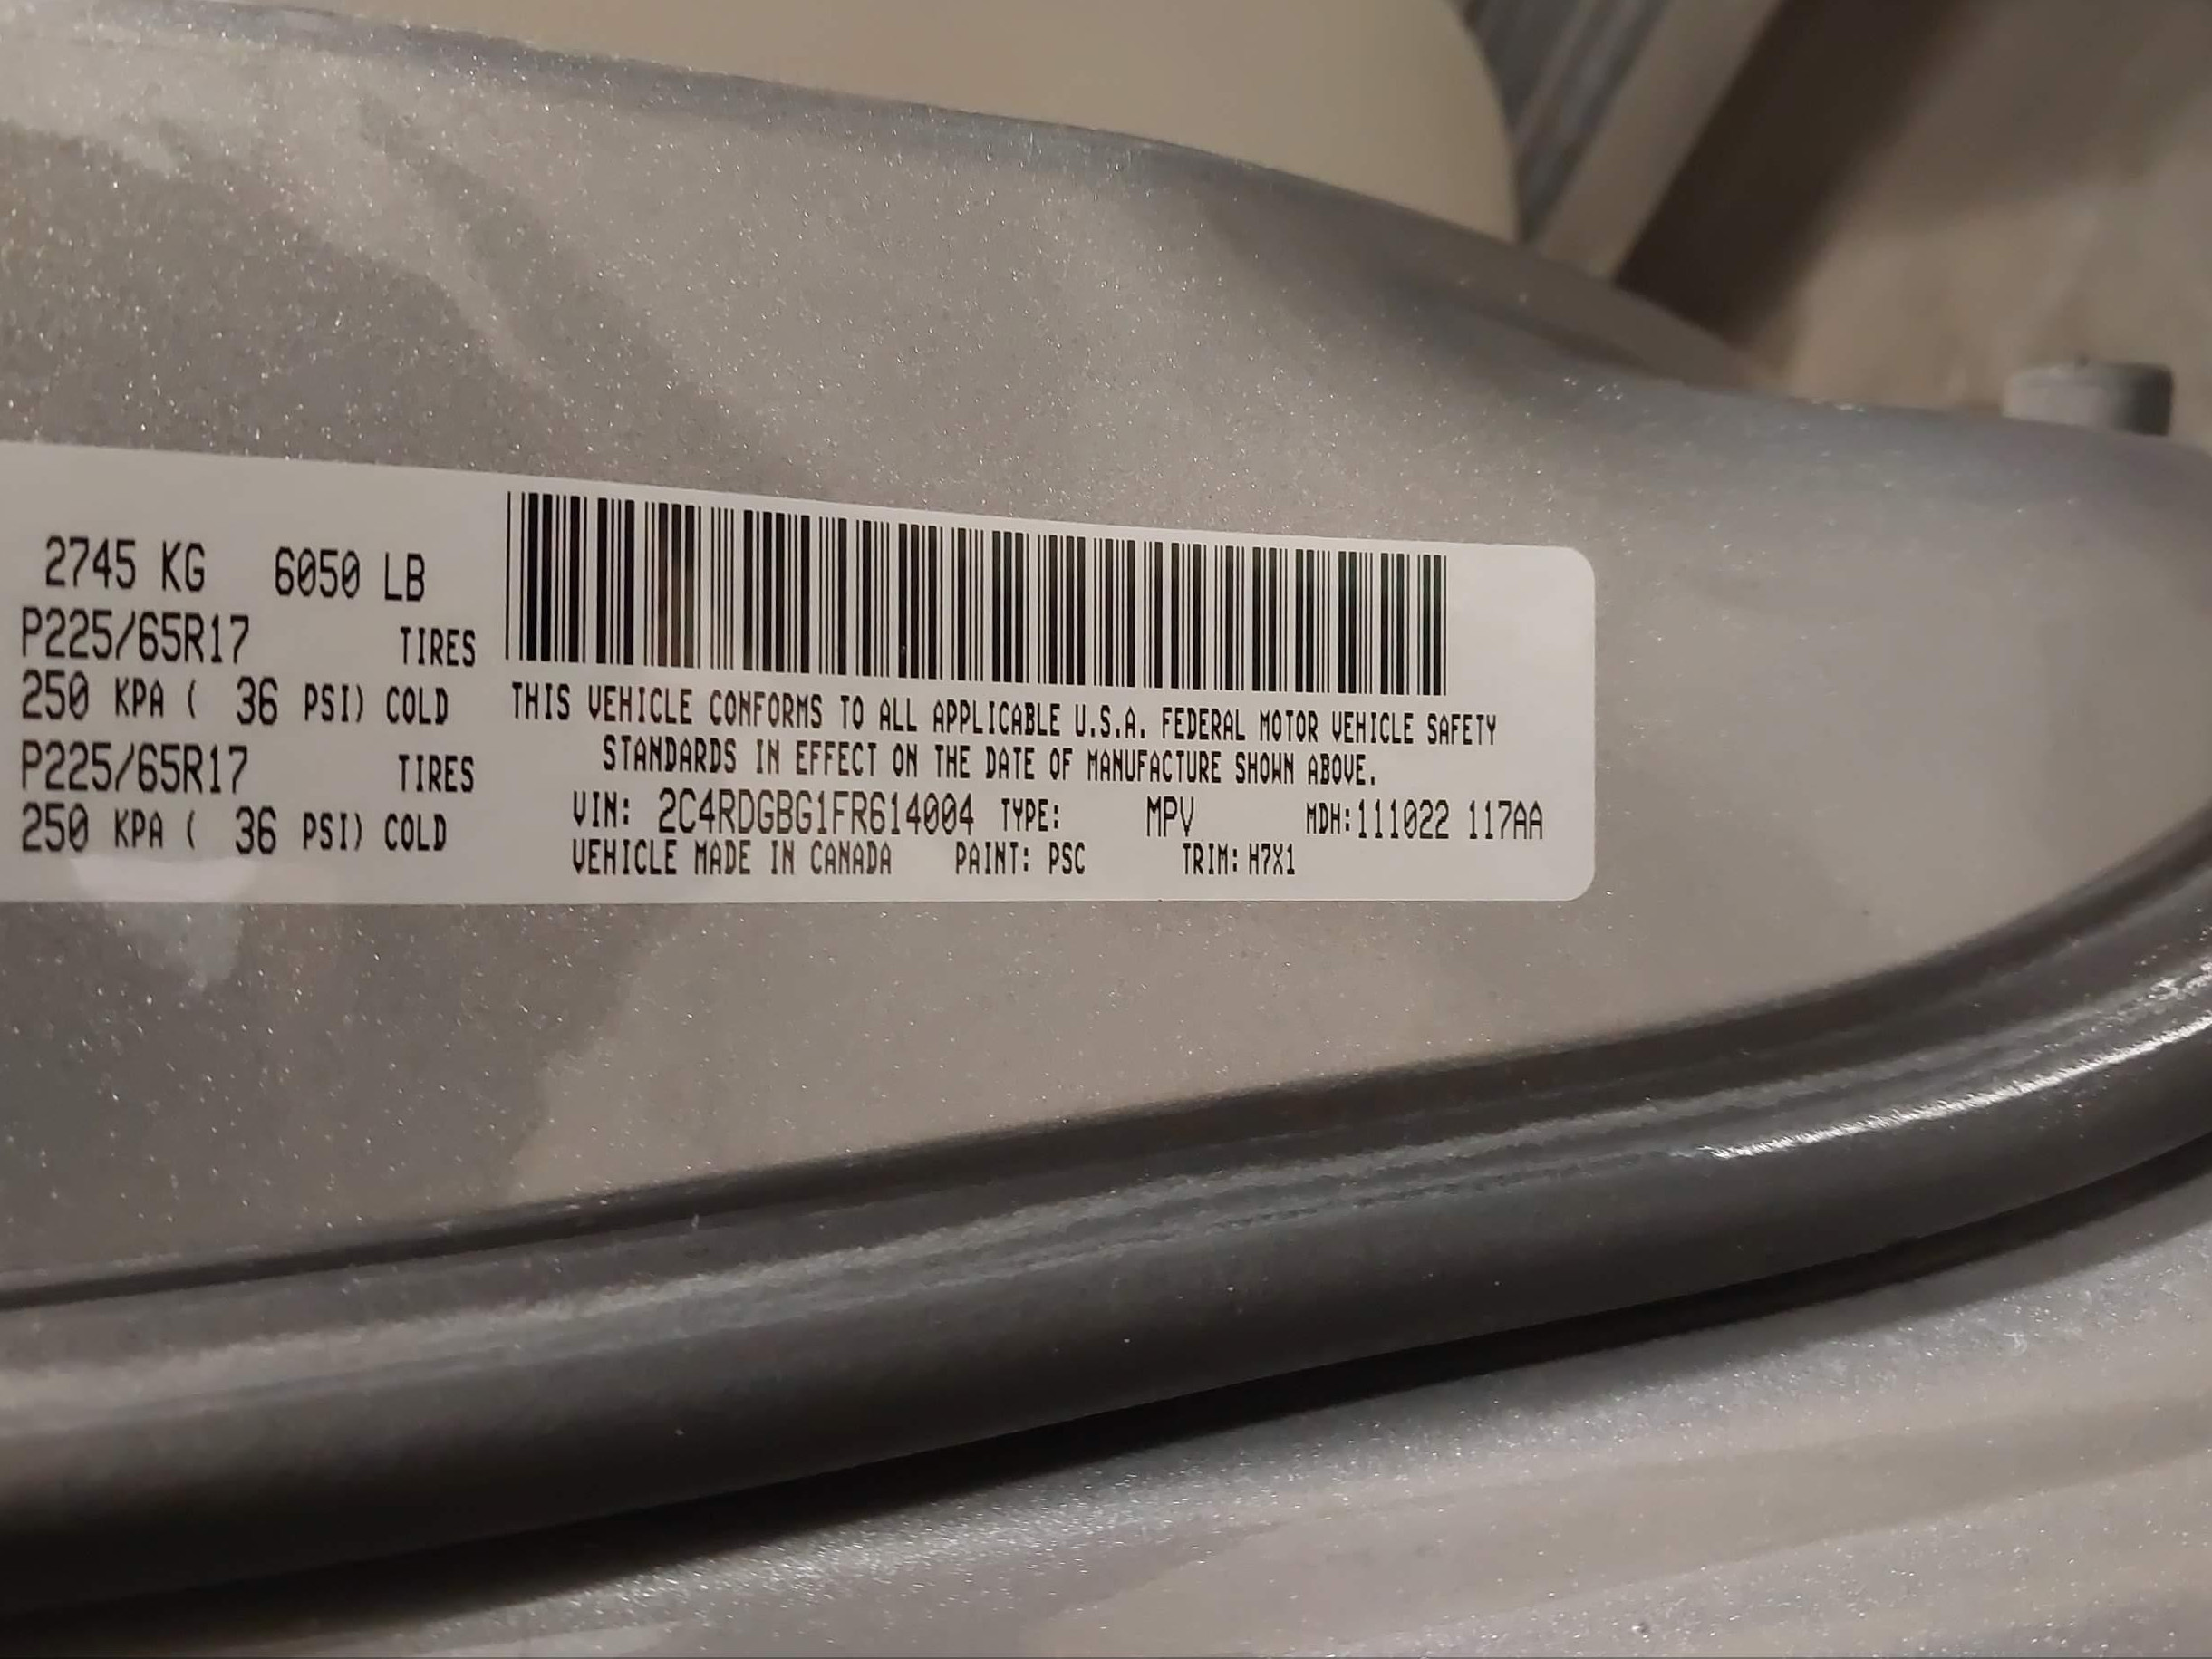 2745 KG 6050 LB
P225/65R17 TIRES
250 KPA ( 36 PSI) COLD
P225/65R17 TIRES
250 KPA ( 36 PSI) COLD
THIS VEHICLE CONFORMS TO ALL APPLICABLE U.S.A. FEDERAL MOTOR VEHICLE SAFETY
STANDARDS IN EFFECT ON THE DATE OF MANUFACTURE SHOWN ABOVE.
VIN: 2C4RDGBG1FR614004 TYPE: MPV MDH:111022 117AA
VEHICLE MADE IN CANADA PAINT: PSC TRIM: H7X1